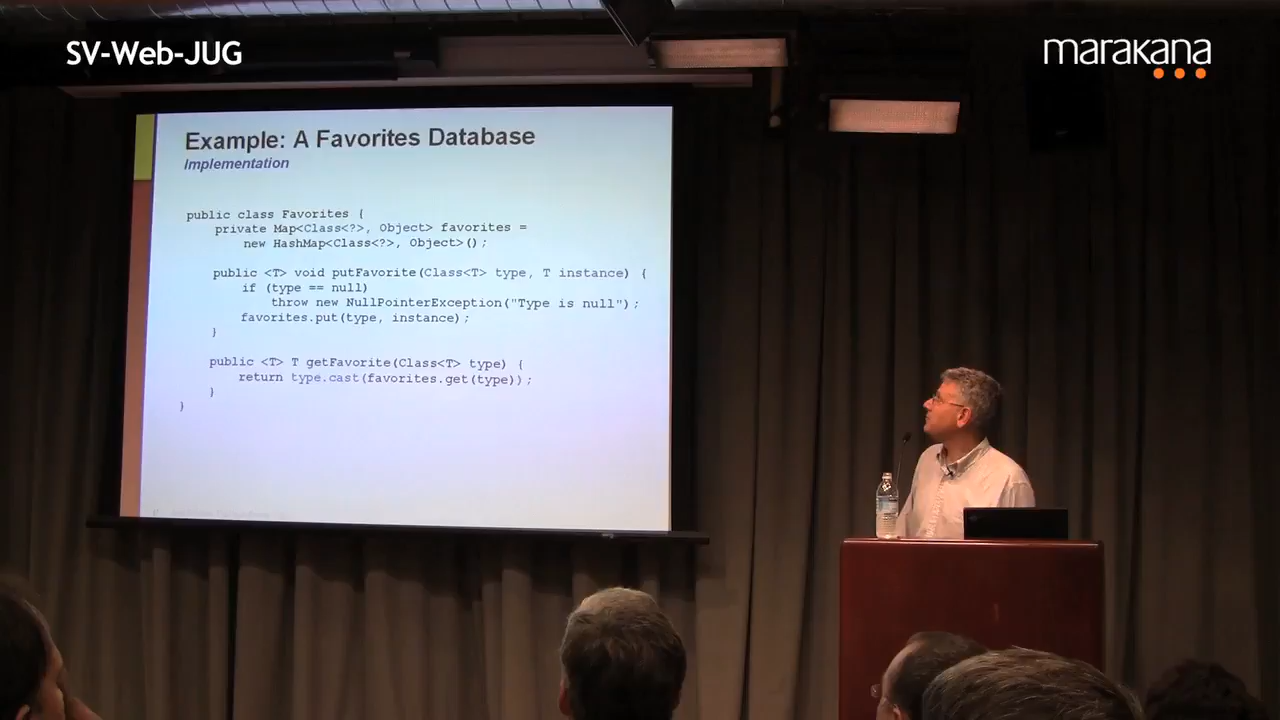 SV-Web-JUG
marakana
Example: A Favorites Database
Implementation
public class Favorites {
private Map<Class<?>, Object> favorites =
new HashMap<Class<?>, Object>();
public <T> void putFavorite(Class<T> type, T instance) {
if (type == null)
throw new NullPointerException("Type is null");
favorites.put(type, instance);
}
public <T> T getFavorite(Class<T> type) {
return type.cast(favorites.get(type));
}
}